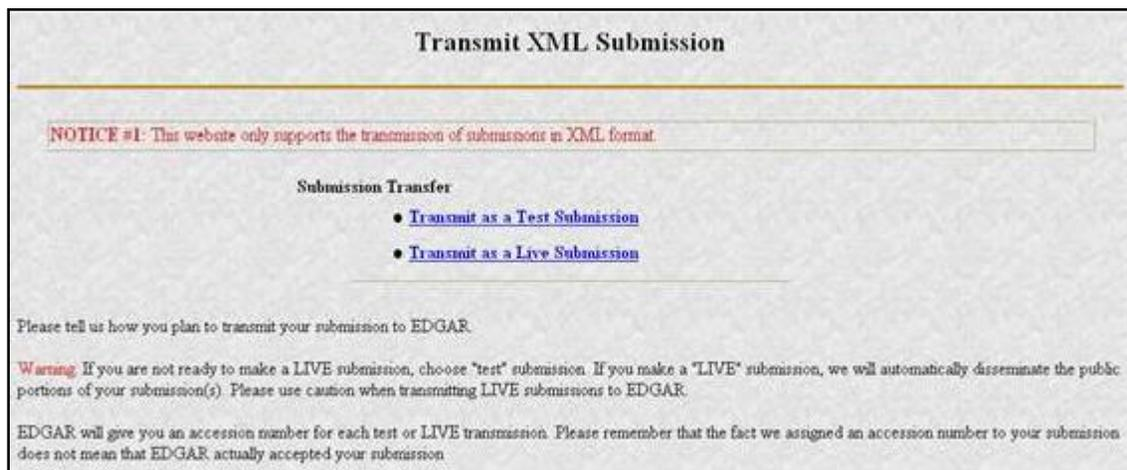 Transmit XML Submission
NOTICE #1: This website only supports the transmission of submissions in XML format.
Submission Transfer
• Transmit as a Test Submission
• Transmit as a Live Submission
Please tell us how you plan to transmit your submission to EDGAR.
Warning: If you are not ready to make a LIVE submission, choose "test" submission. If you make a "LIVE" submission, we will automatically disseminate the public
portions of your submission(s). Please use caution when transmitting LIVE submissions to EDGAR.
EDGAR will give you an accession number for each test or LIVE transmission. Please remember that the fact we assigned an accession number to your submission
does not mean that EDGAR actually accepted your submission